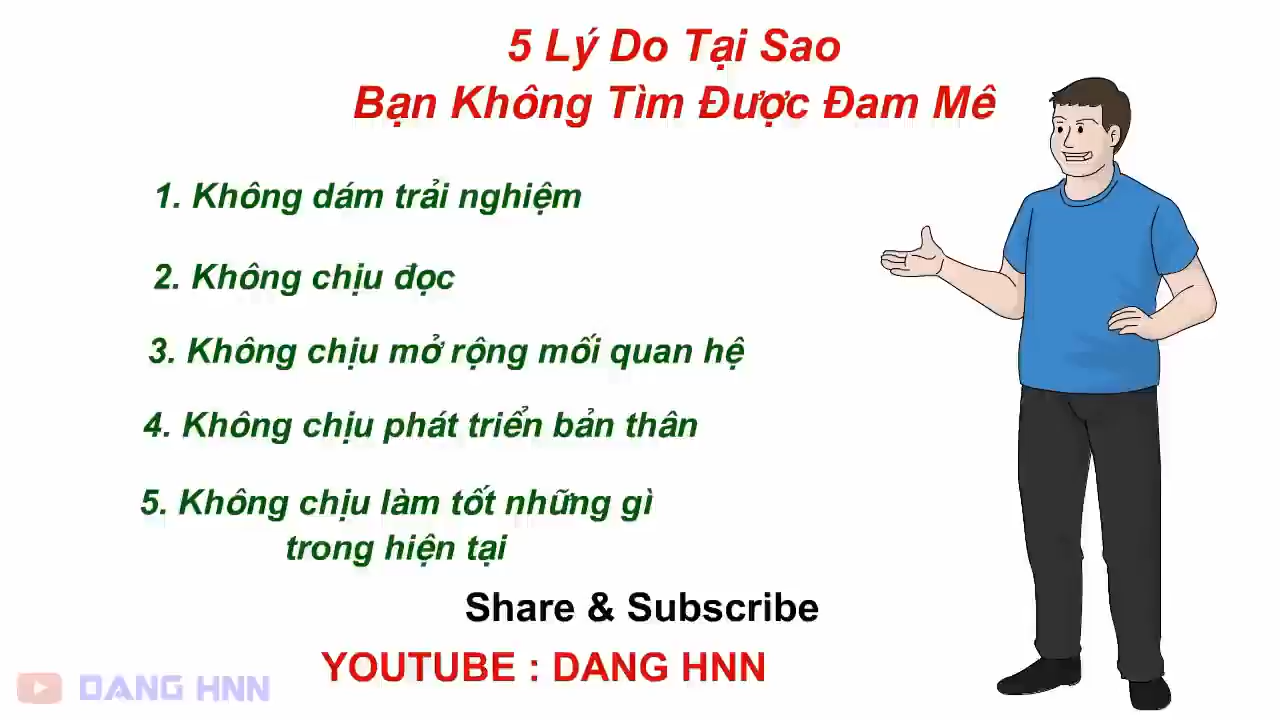 5 Lý Do Tại Sao
Bạn Không Tìm Được Đam Mê
1. Không dám trải nghiệm
2. Không chịu đọc
3. Không chịu mở rộng mối quan hệ
4. Không chịu phát triển bản thân
5. Không chịu làm tốt những gì
trong hiện tại
Share & Subscribe
YOUTUBE : DANG HNN
DANG HNN